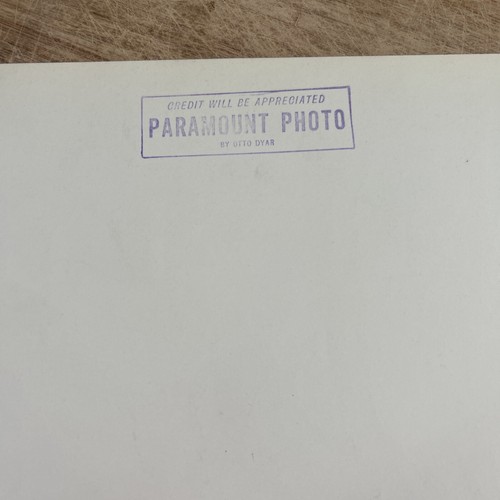 CREDIT WILL BE APPRECIATED
PARAMOUNT PHOTO
BY OTTO DYAR